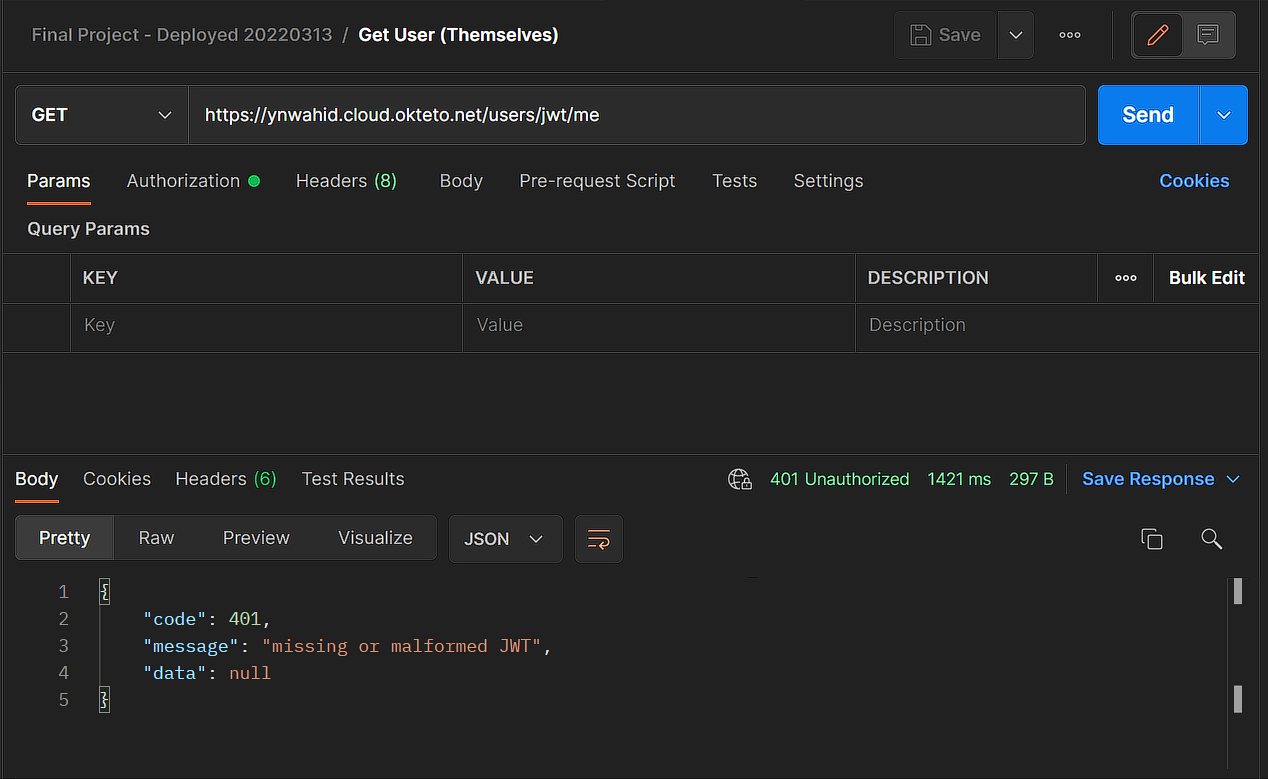 Final Project - Deployed 20220313 / Get User (Themselves) Save
GET https://ynwahid.cloud.okteto.net/users/jwt/me Send
Params Authorization Headers (8) Body Pre-request Script Tests Settings Cookies
Query Params
KEY VALUE DESCRIPTION Bulk Edit
Key Value Description
Body Cookies Headers (6) Test Results 401 Unauthorized 1421 ms 297 B Save Response
Pretty Raw Preview Visualize JSON
1 {
2 "code": 401,
3 "message": "missing or malformed JWT",
4 "data": null
5 }